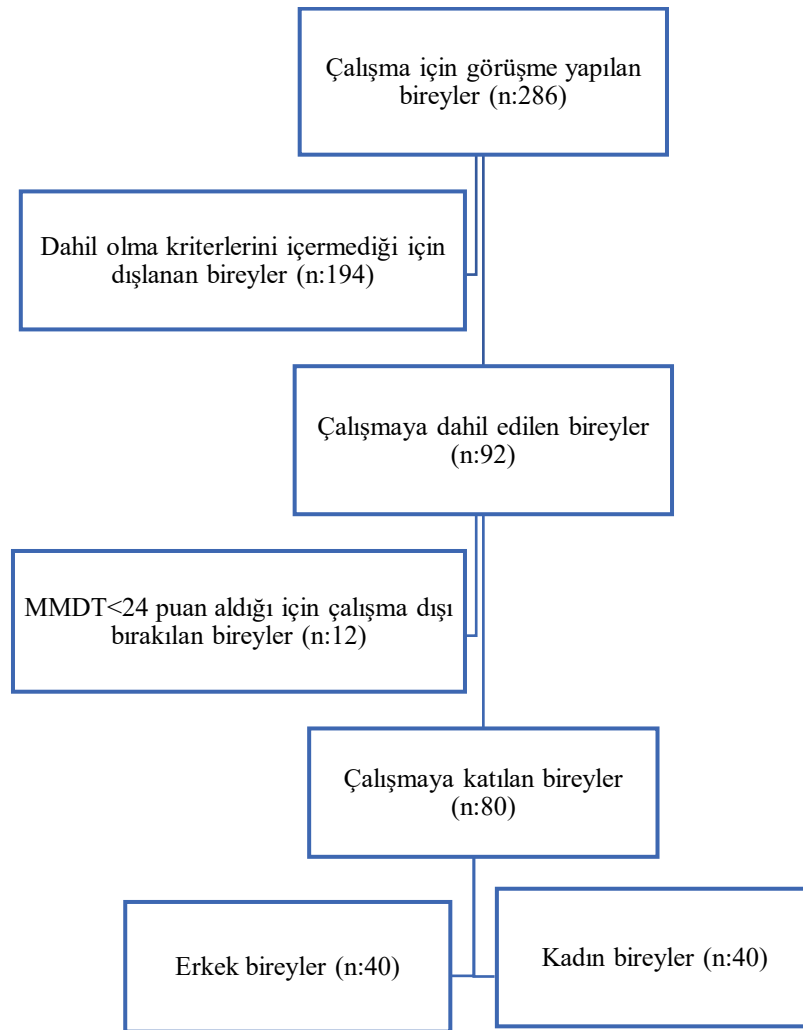 Çalışma için görüşme yapılan
bireyler (n:286)
Dahil olma kriterlerini içermediği için
dışlanan bireyler (n:194)
Çalışmaya dahil edilen bireyler
(n:92)
MMDT<24 puan aldığı için çalışma dışı
bırakılan bireyler (n:12)
Çalışmaya katılan bireyler
(n:80)
Erkek bireyler (n:40)
Kadın bireyler (n:40)